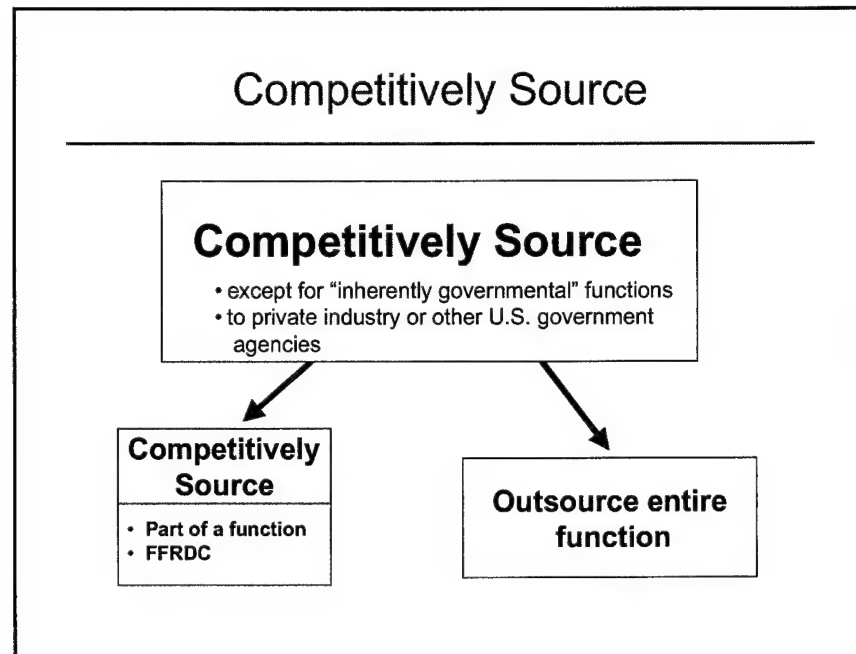 Competitively Source
Competitively Source
• except for “inherently governmental” functions
• to private industry or other U.S. government
agencies
Competitively
Source
• Part of a function
• FFRDC
Outsource entire
function